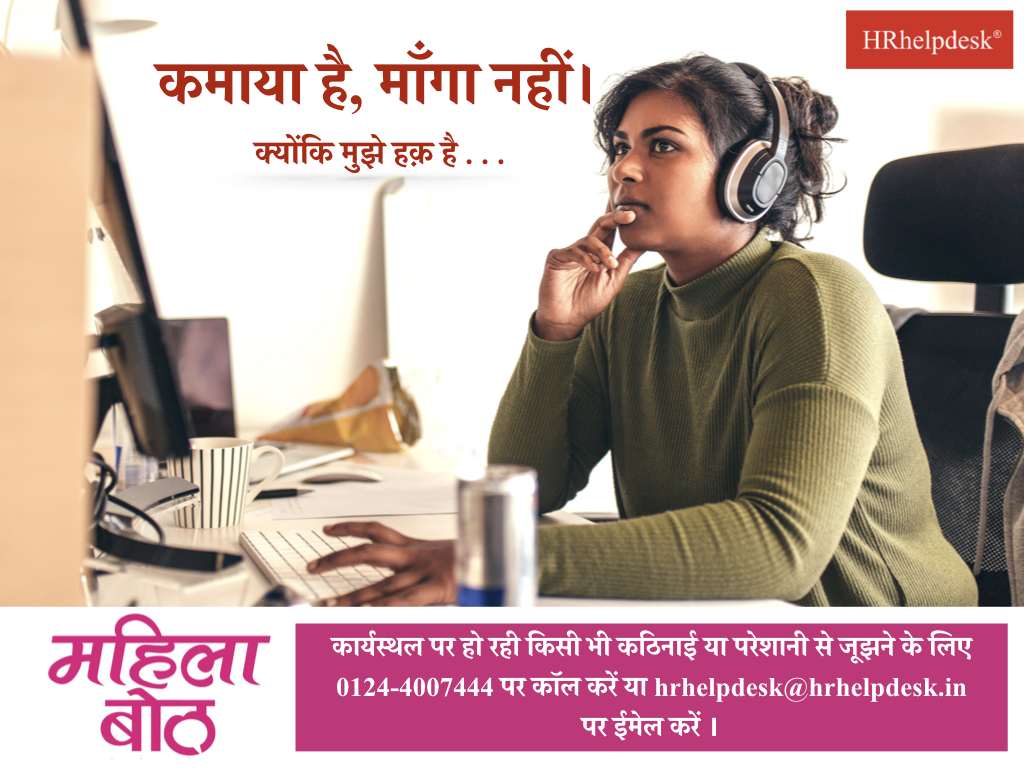 HRhelpdesk®
कमाया है, माँगा नहीं।
क्योंकि मुझे हक़ है . . .
महिला
बोठ
कार्यस्थल पर हो रही किसी भी कठिनाई या परेशानी से जूझने के लिए
0124-4007444 पर कॉल करें या hrhelpdesk@hrhelpdesk.in
पर ईमेल करें ।